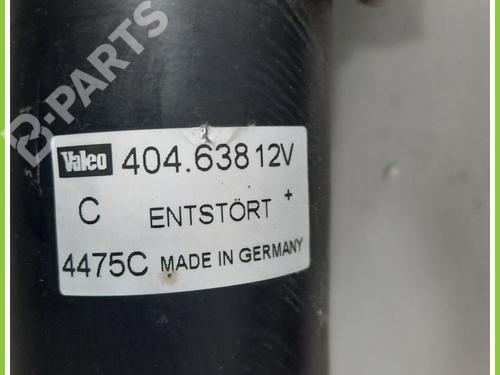 B-PARTS
Valeo 404.638 12V
C ENTSTÖRT +
4475C MADE IN GERMANY